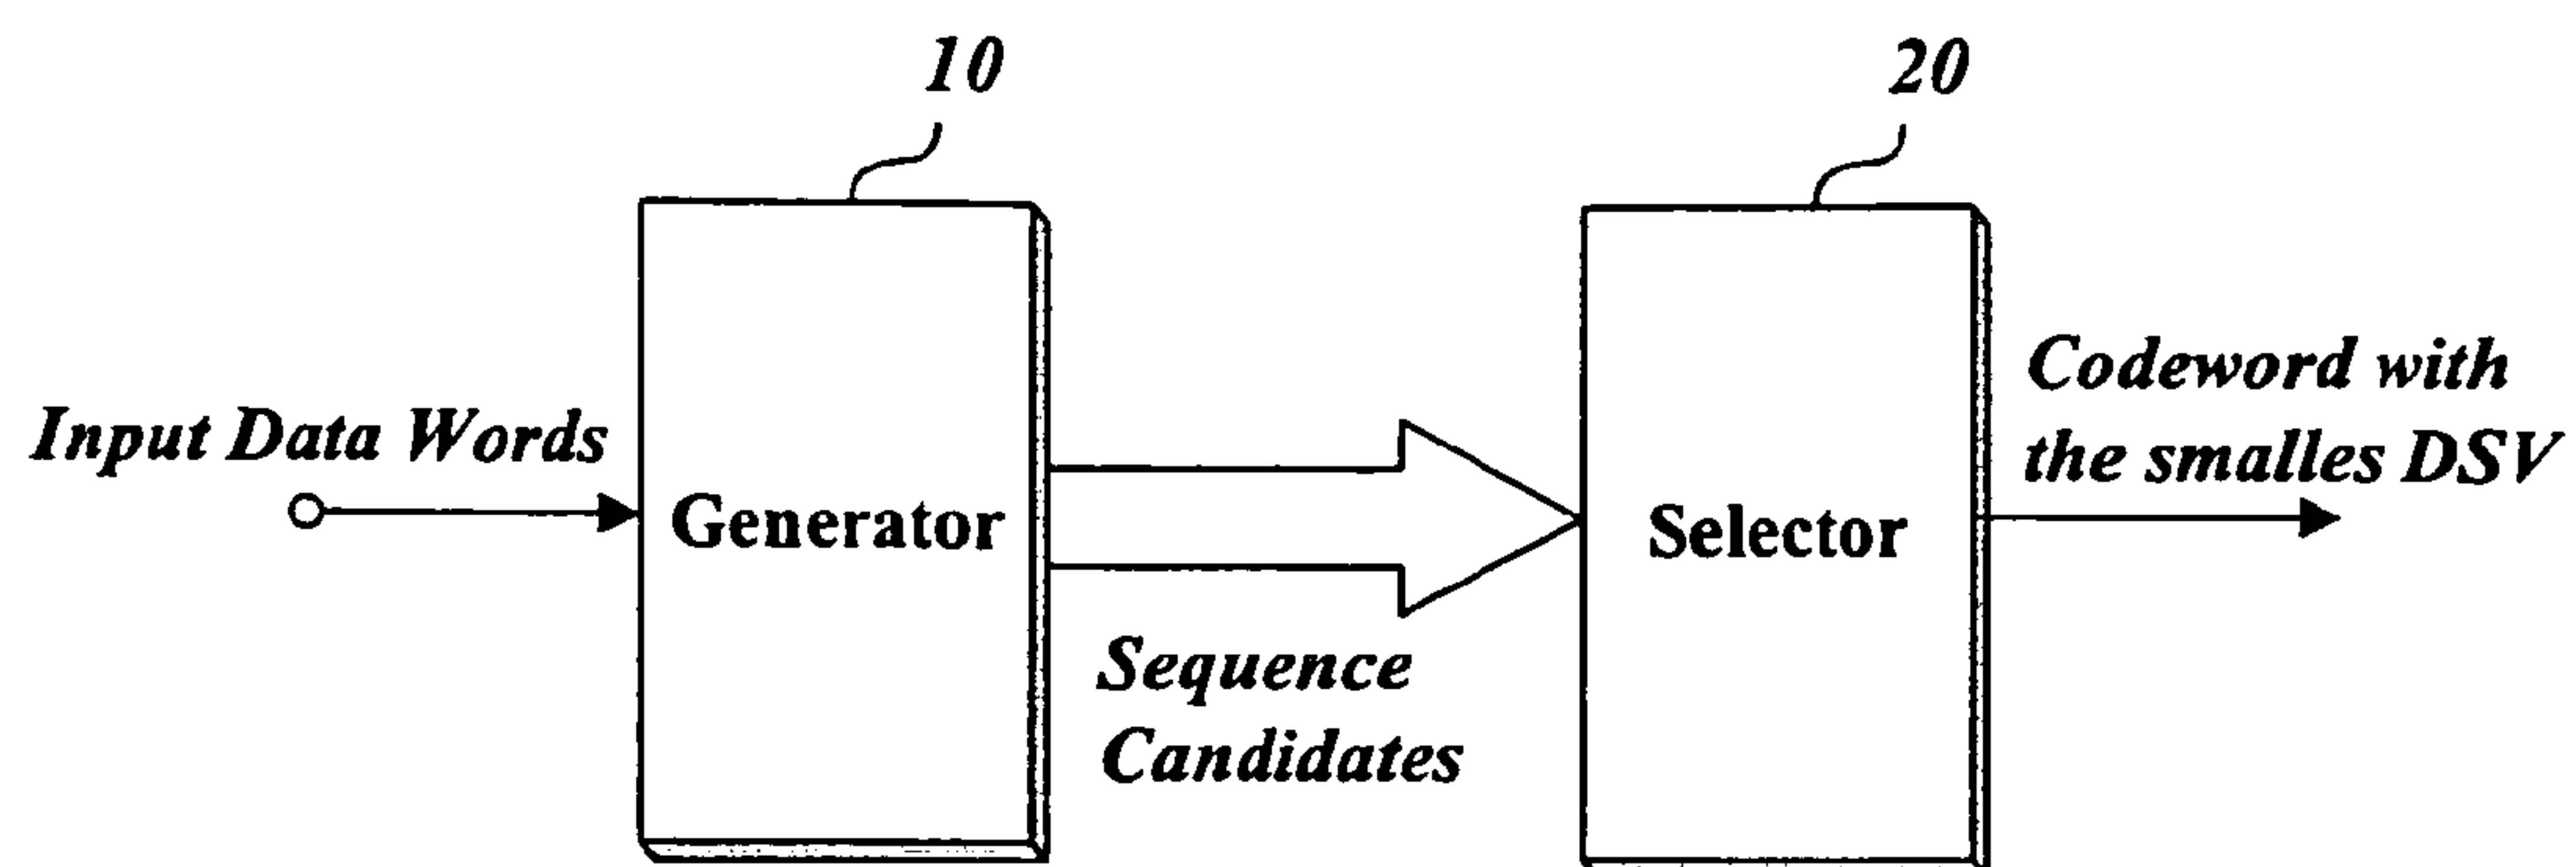 10
20
Input Data Words
Generator
Sequence
Candidates
Selector
Codeword with
the smalles DSV